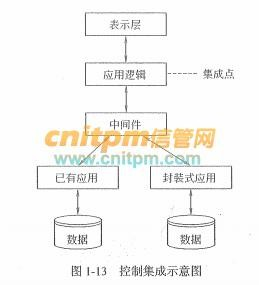 表示层
应用逻辑
集成点
中间件
cnitpm信管网
www.cnitpm.com
已有应用
封装式应用
数据
数据
图 1-13 控制集成示意图